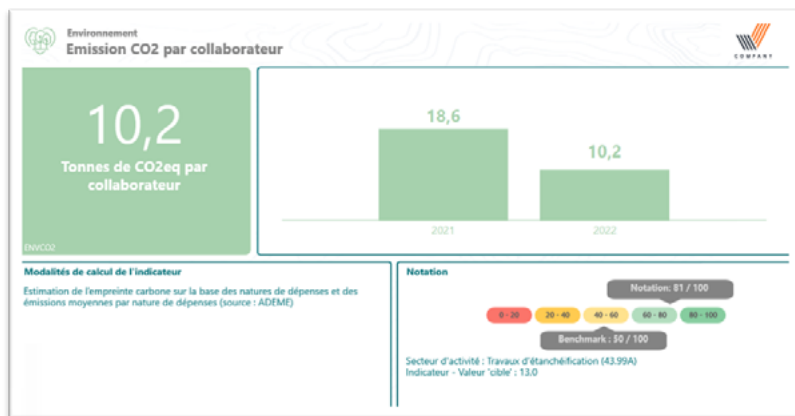 Environnement
Emission CO2 par collaborateur
COMPANY
10,2
Tonnes de CO2eq par
collaborateur
ENVCO2
18,6
10,2
2021
2022
Modalités de calcul de l'indicateur
Estimation de l'empreinte carbone sur la base des natures de dépenses et des
émissions moyennes par nature de dépenses (source : ADEME)
Notation
Notation: 81 / 100
0 - 20
20 - 40
40 - 60
60 - 80
80 - 100
Benchmark : 50 / 100
Secteur d'activité : Travaux d'étanchéification (43.99A)
Indicateur - Valeur 'cible' : 13.0